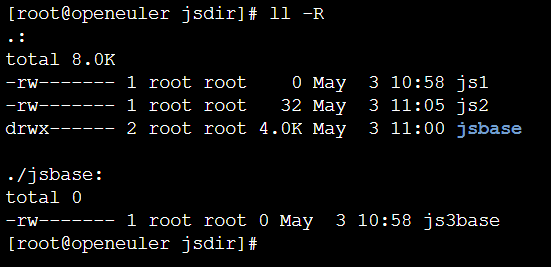 [root@openeuler jsdir]# ll -R
.:
total 8.0K
-rw------- 1 root root    0 May  3 10:58 js1
-rw------- 1 root root   32 May  3 11:05 js2
drwx------ 2 root root 4.0K May  3 11:00 jsbase

./jsbase:
total 0
-rw------- 1 root root 0 May  3 10:58 js3base
[root@openeuler jsdir]#